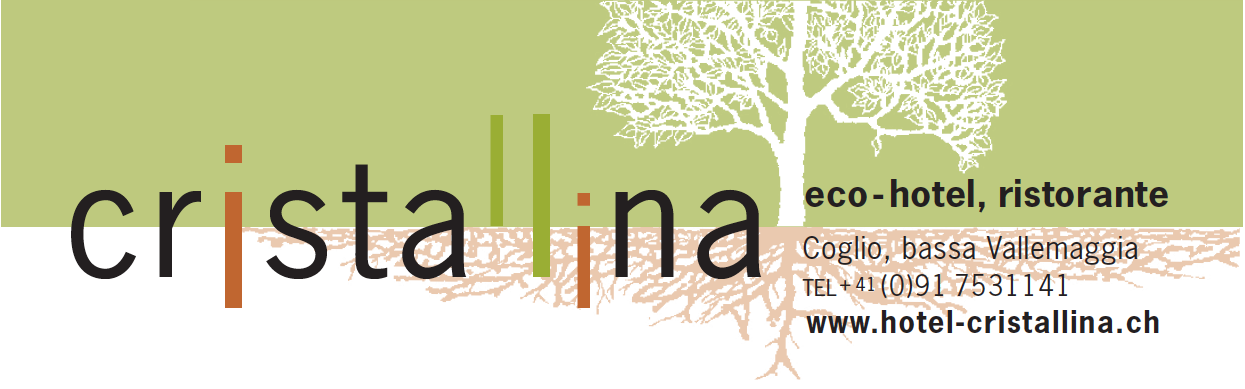 cristallina
eco-hotel, ristorante
Coglio, bassa Vallemaggia
TEL +41 (0)91 7531141
www.hotel-cristallina.ch